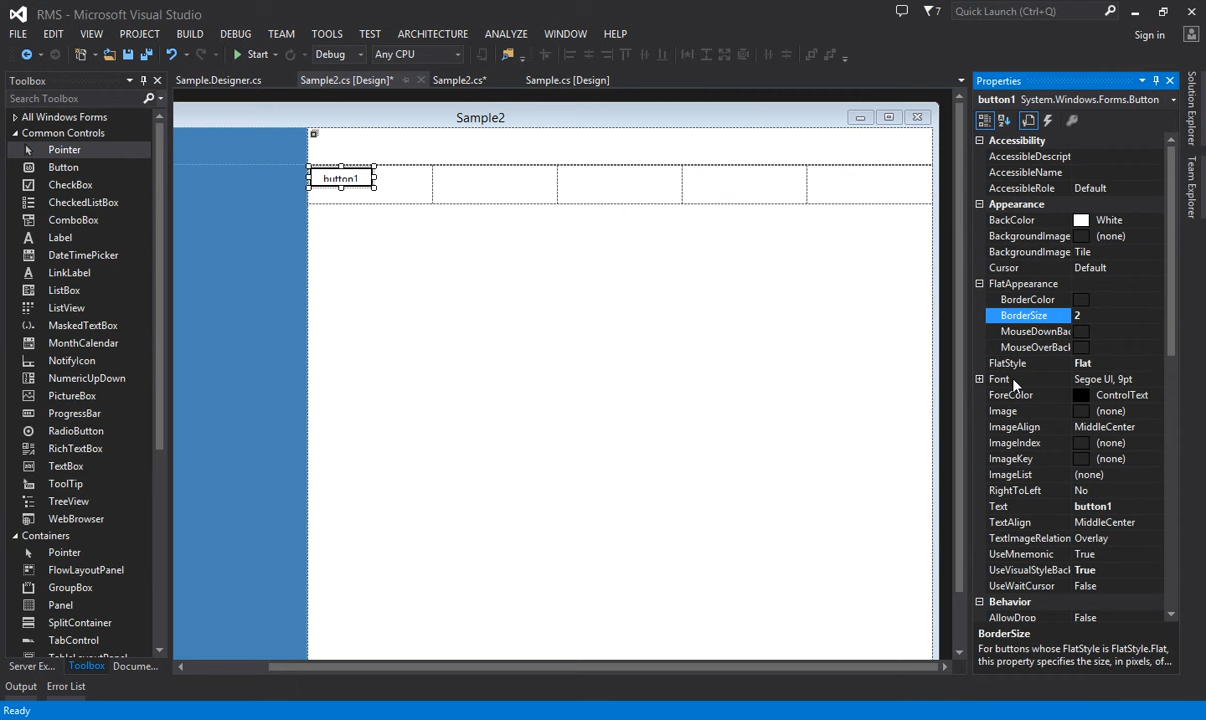 RMS - Microsoft Visual Studio
7
Quick Launch (Ctrl+Q)
FILE EDIT VIEW PROJECT BUILD DEBUG TEAM TOOLS TEST ARCHITECTURE ANALYZE WINDOW HELP
Sign in
Start Debug Any CPU
Toolbox
Sample.Designer.cs Sample2.cs [Design]* Sample2.cs* Sample.cs [Design]
Properties
Search Toolbox
button1 System.Windows.Forms.Button
Solution Explorer
Team Explorer
All Windows Forms
Common Controls
Pointer
Button
CheckBox
CheckedListBox
ComboBox
Label
DateTimePicker
LinkLabel
ListBox
ListView
MaskedTextBox
MonthCalendar
NotifyIcon
NumericUpDown
PictureBox
ProgressBar
RadioButton
RichTextBox
TextBox
ToolTip
TreeView
WebBrowser
Containers
Pointer
FlowLayoutPanel
GroupBox
Panel
SplitContainer
TabControl
Server Ex... Toolbox Docume...
Sample2
button1
Accessibility
AccessibleDescript
AccessibleName
AccessibleRole Default
Appearance
BackColor White
BackgroundImage (none)
BackgroundImage Tile
Cursor Default
FlatAppearance
BorderColor
BorderSize 2
MouseDownBac
MouseOverBack
FlatStyle Flat
Font Segoe UI, 9pt
ForeColor ControlText
Image (none)
ImageAlign MiddleCenter
ImageIndex (none)
ImageKey (none)
ImageList (none)
RightToLeft No
Text button1
TextAlign MiddleCenter
TextImageRelation Overlay
UseMnemonic True
UseVisualStyleBack True
UseWaitCursor False
Behavior
AllowDrop False
BorderSize
For buttons whose FlatStyle is FlatStyle.Flat,
this property specifies the size, in pixels, of...
Output Error List
Ready